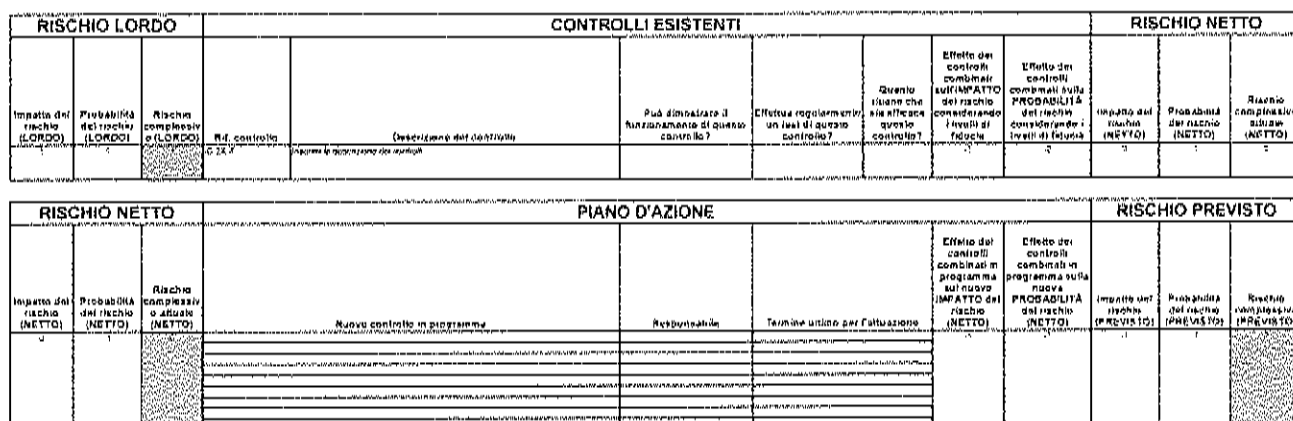 RISCHIO LORDO CONTROLLI ESISTENTI RISCHIO NETTO
Impatto del rischio (LORDO)
Probabilità del rischio (LORDO)
Rischio complessivo (LORDO)
Rif. controllo
Descrizione dei controlli
Può dimostrare il funzionamento di questo controllo?
Effettua regolarmente un test di questo controllo?
Quanto ritiene che sia efficace questo controllo?
Effetto dei controlli combinati sull'IMPATTO del rischio considerando i livelli di fiducia
Effetto dei controlli combinati sulla PROBABILITÀ del rischio considerando i livelli di fiducia
Impatto del rischio (NETTO)
Probabilità del rischio (NETTO)
Rischio complessivo attuale (NETTO)
Inserire la descrizione dei controlli
RISCHIO NETTO PIANO D'AZIONE RISCHIO PREVISTO
Impatto del rischio (NETTO)
Probabilità del rischio (NETTO)
Rischio complessivo attuale (NETTO)
Nuovo controllo in programma
Responsabile
Termine ultimo per l'attuazione
Effetto dei controlli combinati in programma sul nuovo IMPATTO del rischio (NETTO)
Effetto dei controlli combinati in programma sulla nuova PROBABILITÀ del rischio (NETTO)
Impatto del rischio (PREVISTO)
Probabilità del rischio (PREVISTO)
Rischio complessivo (PREVISTO)